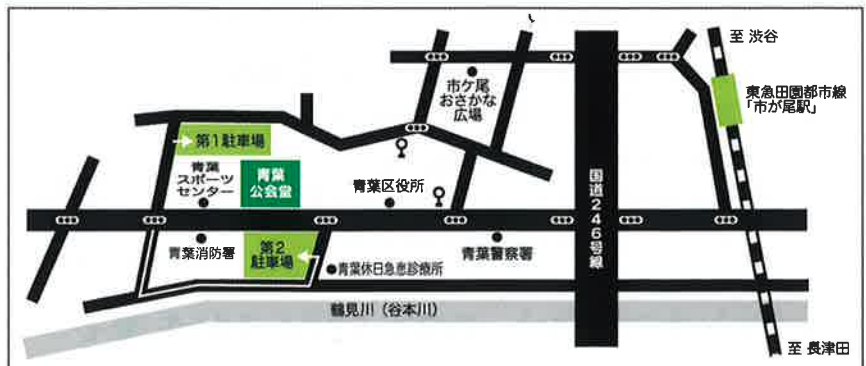 至 渋谷
東急田園都市線
「市が尾駅」
市ケ尾
おさかな
広場
第1駐車場
青葉
スポーツ
センター
青葉
公会堂
青葉区役所
国道246号線
青葉消防署
第2
駐車場
青葉休日急患診療所
青葉警察署
鶴見川（谷本川）
至 長津田